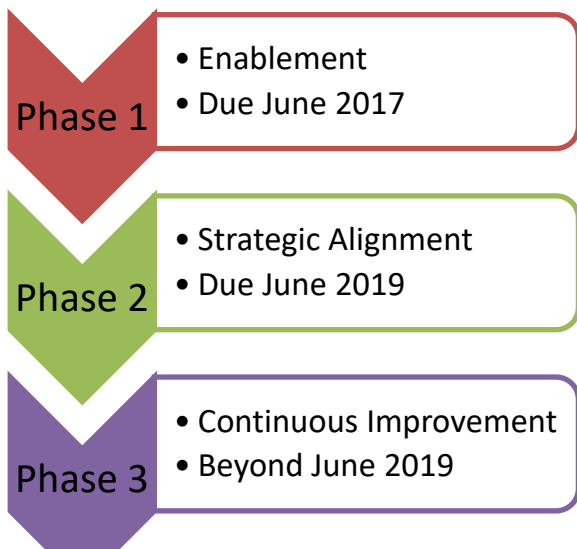 Phase 1
• Enablement
• Due June 2017
Phase 2
• Strategic Alignment
• Due June 2019
Phase 3
• Continuous Improvement
• Beyond June 2019